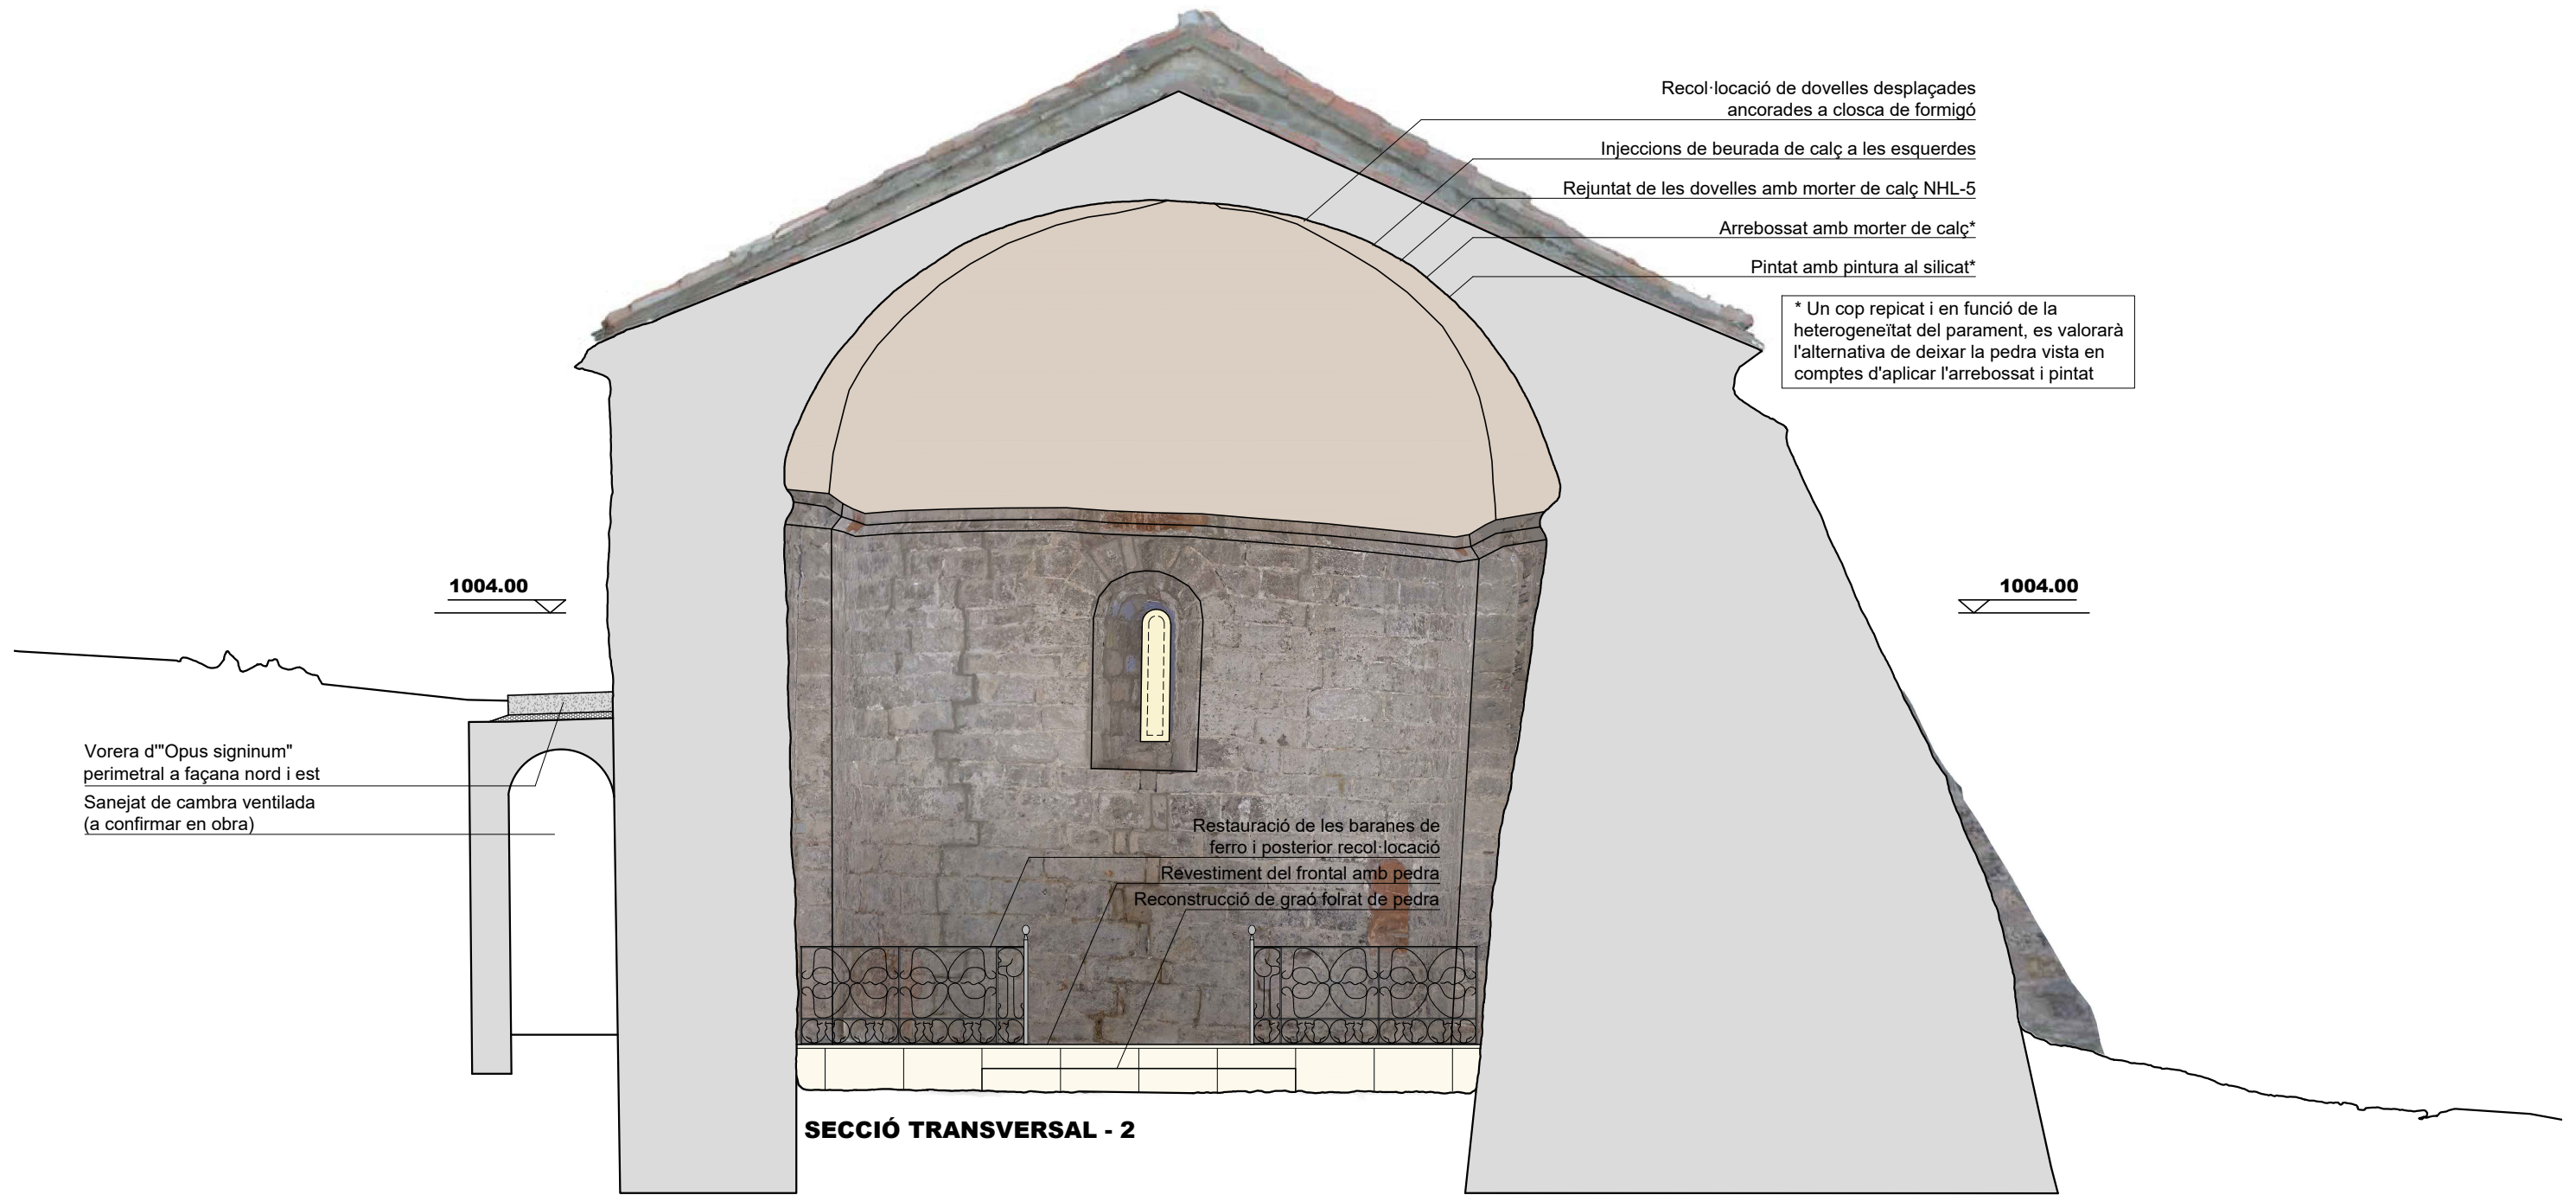 Recol·locació de dovelles desplaçades
ancorades a closca de formigó
Injeccions de beurada de calç a les esquerdes
Rejuntat de les dovelles amb morter de calç NHL-5
Arrebossat amb morter de calç*
Pintat amb pintura al silicat*
* Un cop repicat i en funció de la
heterogeneïtat del parament, es valorarà
l'alternativa de deixar la pedra vista en
comptes d'aplicar l'arrebossat i pintat
1004.00
1004.00
Vorera d'"Opus signinum"
perimetral a façana nord i est
Sanejat de cambra ventilada
(a confirmar en obra)
Restauració de les baranes de
ferro i posterior recol·locació
Revestiment del frontal amb pedra
Reconstrucció de graó folrat de pedra
SECCIÓ TRANSVERSAL - 2